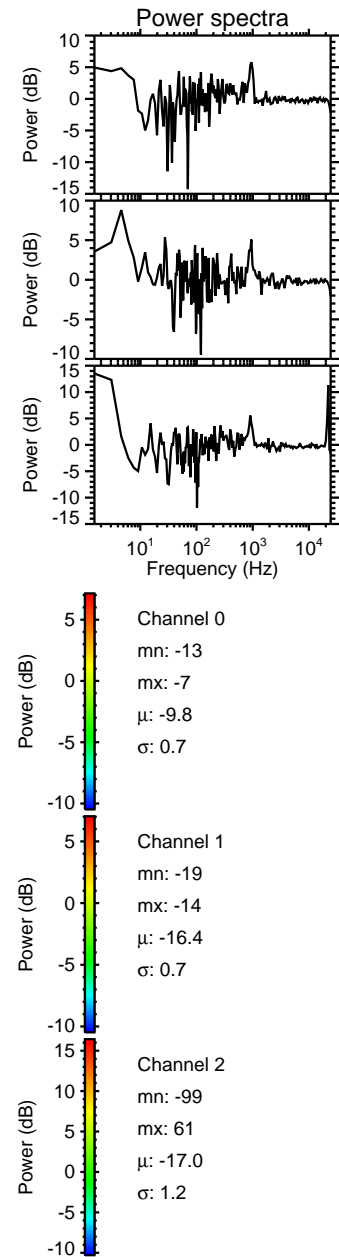 Power spectra
10
5
0
-5
-10
-15
Power (dB)
10
5
0
-5
-10
Power (dB)
15
10
5
0
-5
-10
-15
Power (dB)
10¹ 10² 10³ 10⁴
Frequency (Hz)
5
0
-5
-10
Power (dB)
Channel 0
mn: -13
mx: -7
μ: -9.8
σ: 0.7
5
0
-5
-10
Power (dB)
Channel 1
mn: -19
mx: -14
μ: -16.4
σ: 0.7
15
10
5
0
-5
-10
Power (dB)
Channel 2
mn: -99
mx: 61
μ: -17.0
σ: 1.2